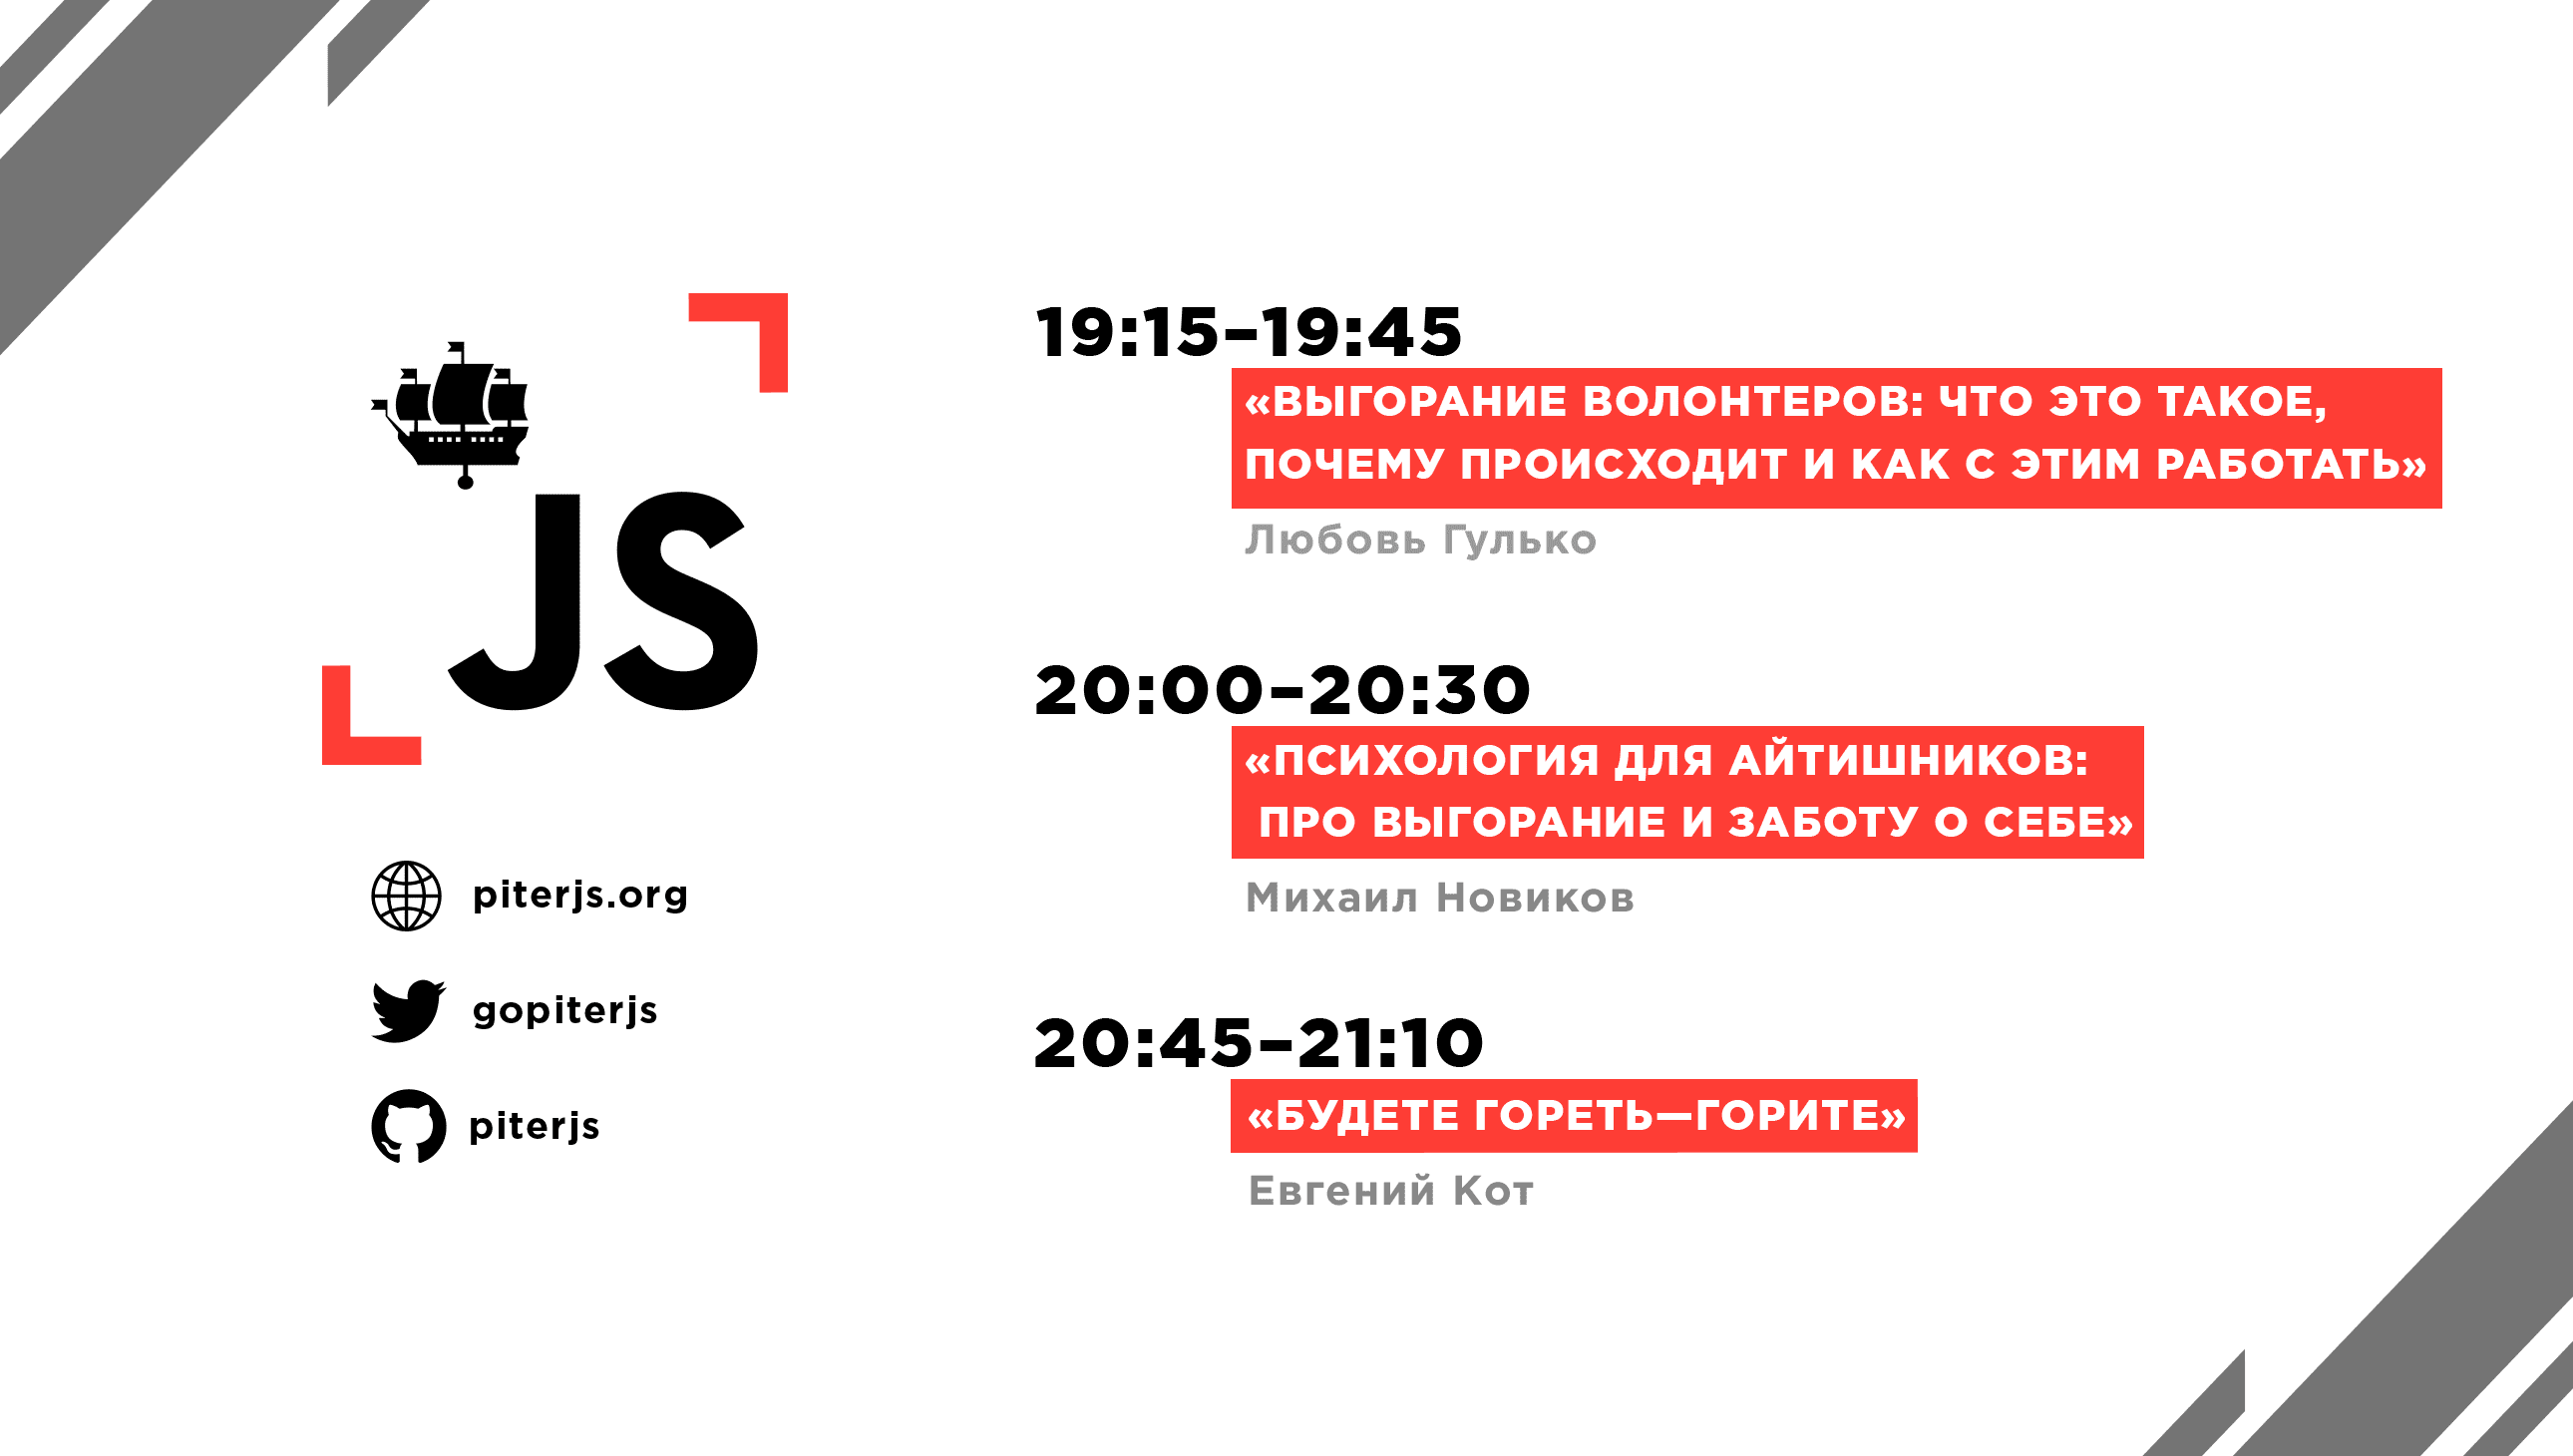 JS
piterjs.org
gopiterjs
piterjs
19:15–19:45
«ВЫГОРАНИЕ ВОЛОНТЕРОВ: ЧТО ЭТО ТАКОЕ,
ПОЧЕМУ ПРОИСХОДИТ И КАК С ЭТИМ РАБОТАТЬ»
Любовь Гулько
20:00–20:30
«ПСИХОЛОГИЯ ДЛЯ АЙТИШНИКОВ:
ПРО ВЫГОРАНИЕ И ЗАБОТУ О СЕБЕ»
Михаил Новиков
20:45–21:10
«БУДЕТЕ ГОРЕТЬ—ГОРИТЕ»
Евгений Кот